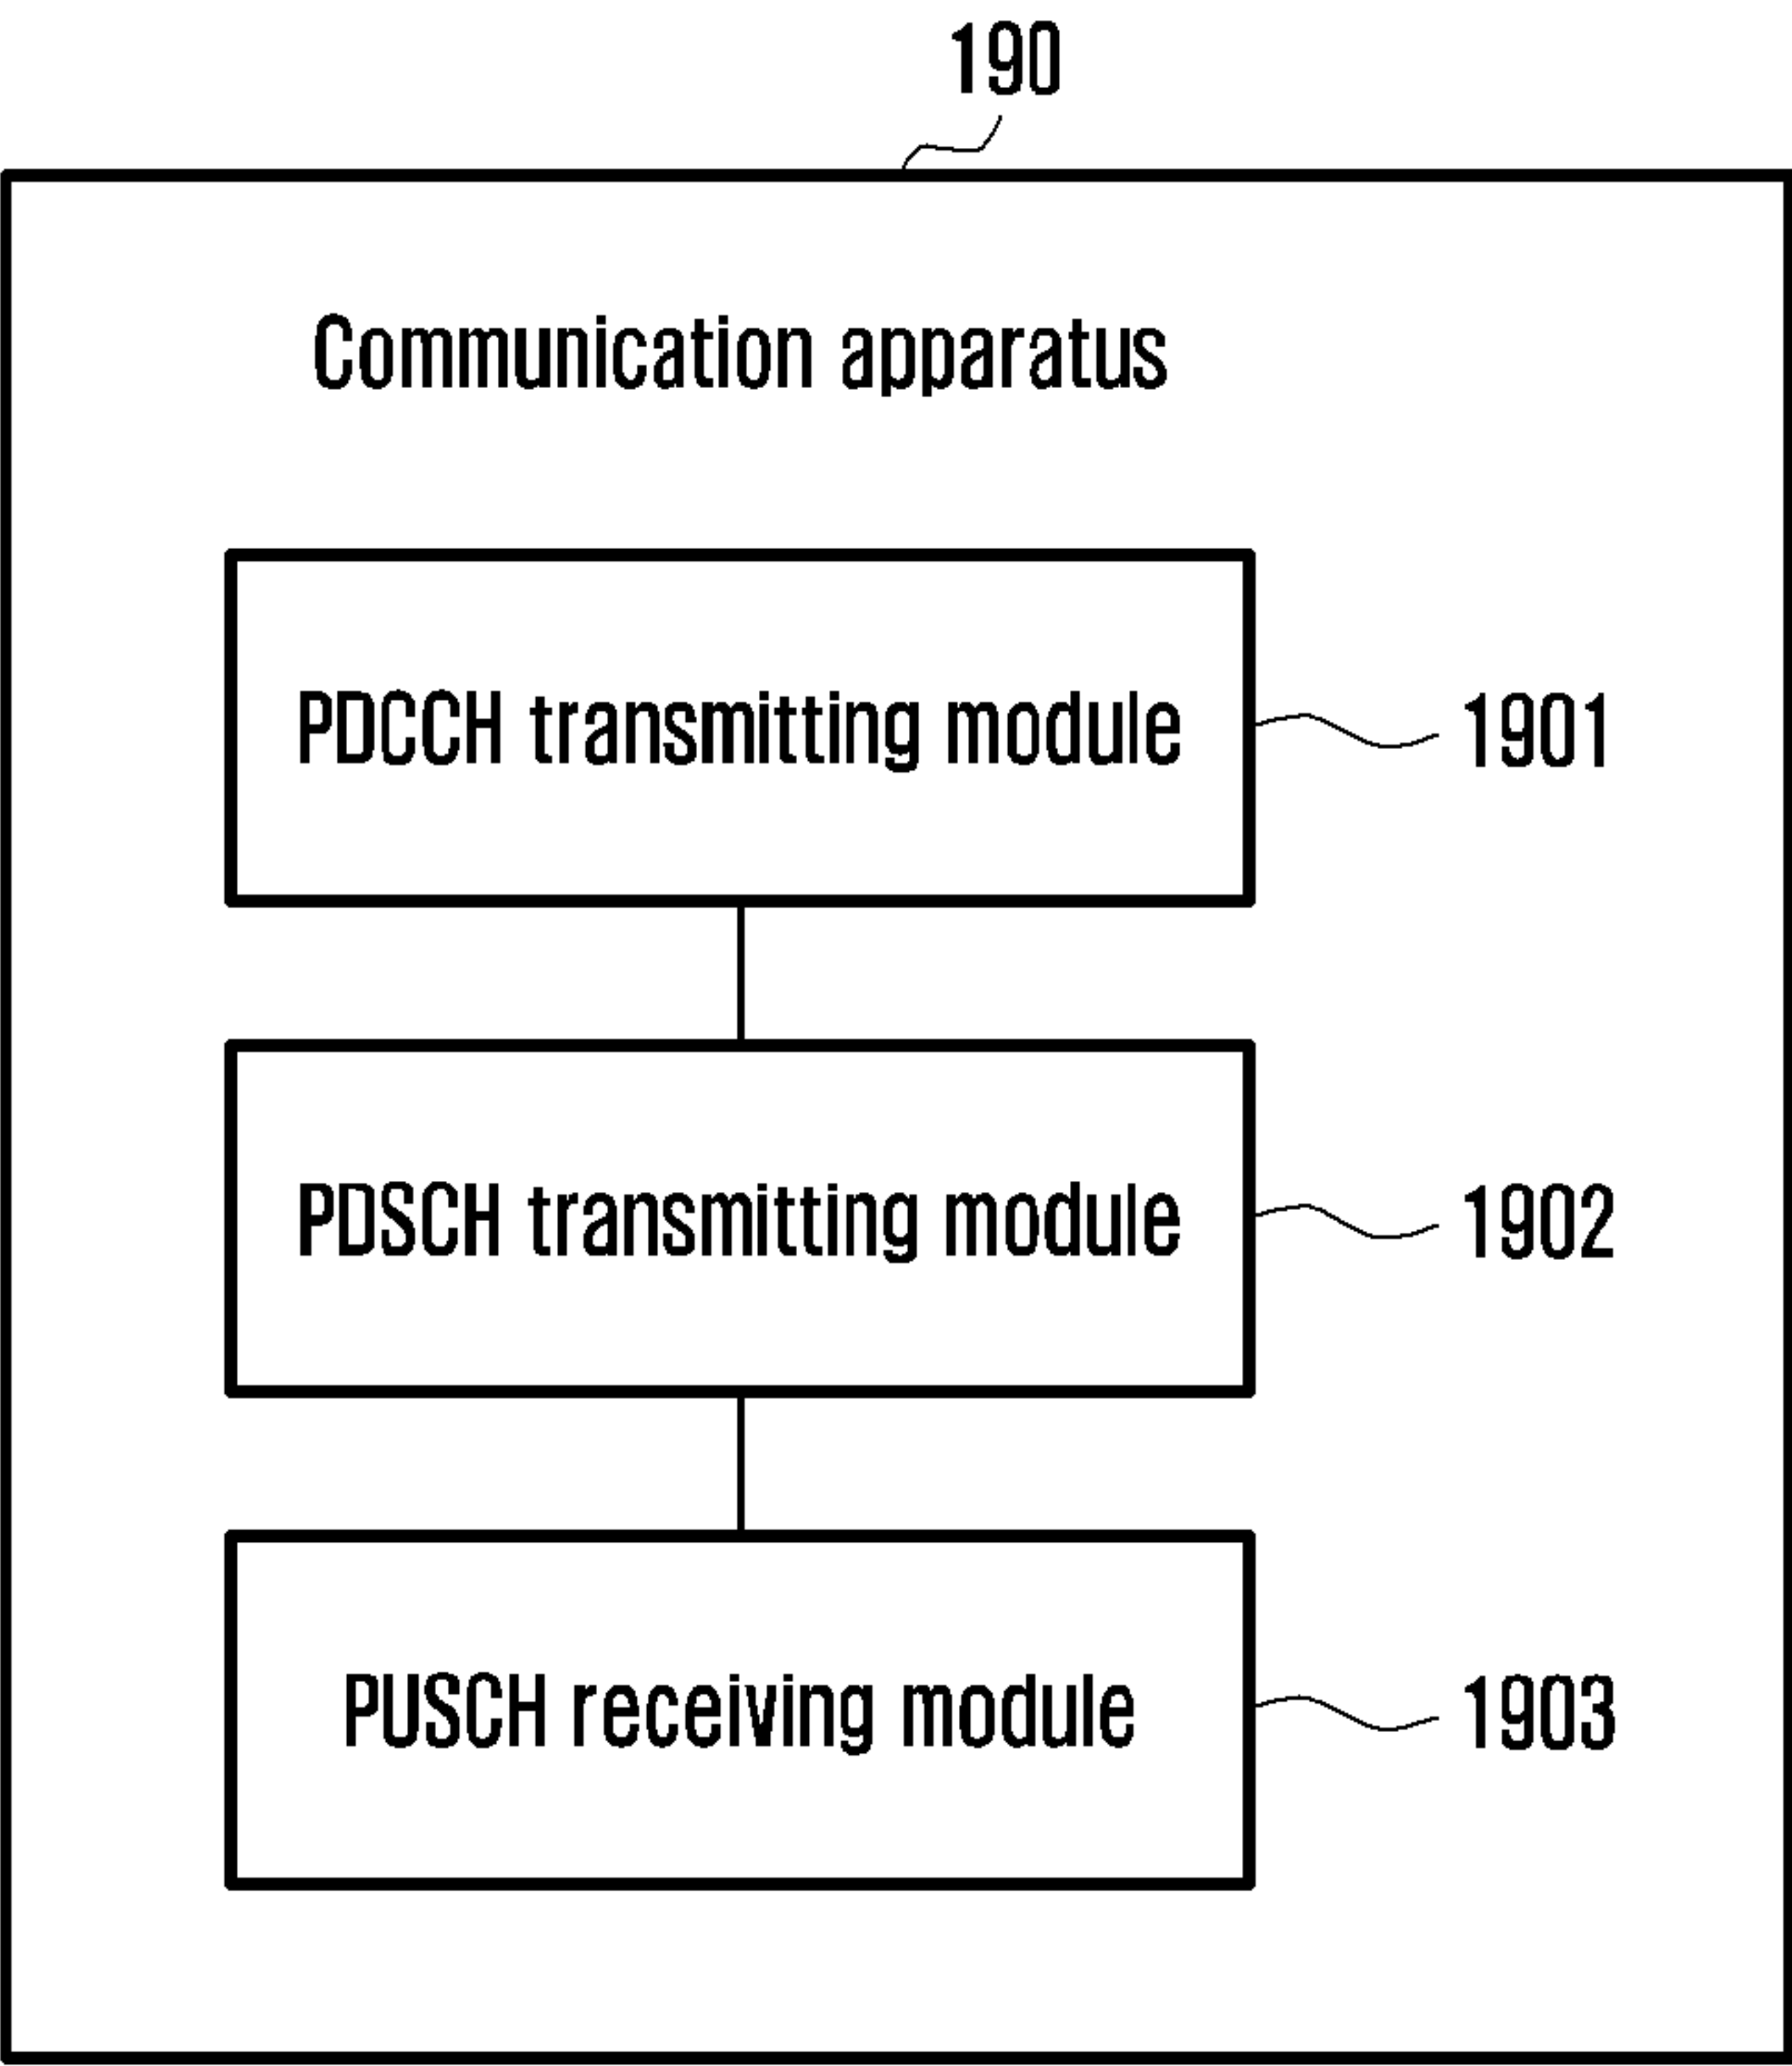 190
Communication apparatus
PDCCH transmitting module
1901
PDSCH transmitting module
1902
PUSCH receiving module
1903